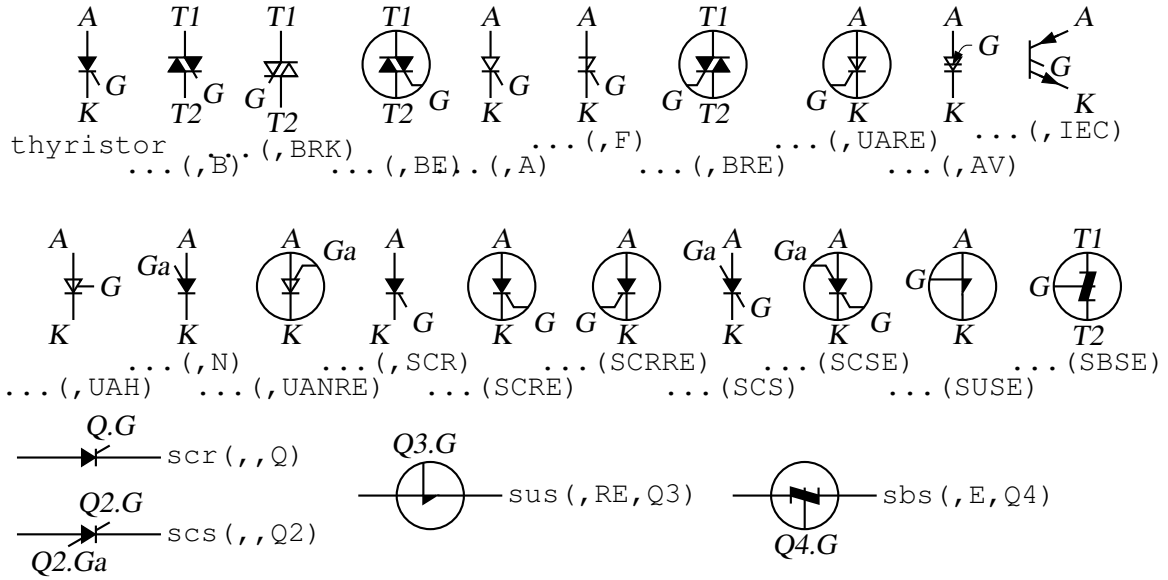 A T1 T1 T1 A A T1 A A A
G G G G G G G G G G
K T2 T2 T2 K K T2 K K K
thyristor ...(,BRK) ...(,F) ...(,UARE) ...(,IEC)
...(,B) ...(,BE) ...(,A) ...(,BRE) ...(,AV)
A A A A A A A A A T1
G Ga Ga G G G Ga G Ga G G G
K K K K K K K K K T2
...(,N) ...(,SCR) ...(SCRRE) ...(SCSE) ...(SBSE)
...(,UAH) ...(,UANRE) ...(SCRE) ...(SCS) ...(SUSE)
Q.G
scr(,,Q)
Q2.G
scs(,,Q2)
Q2.Ga
Q3.G
sus(,RE,Q3)
sbs(,E,Q4)
Q4.G